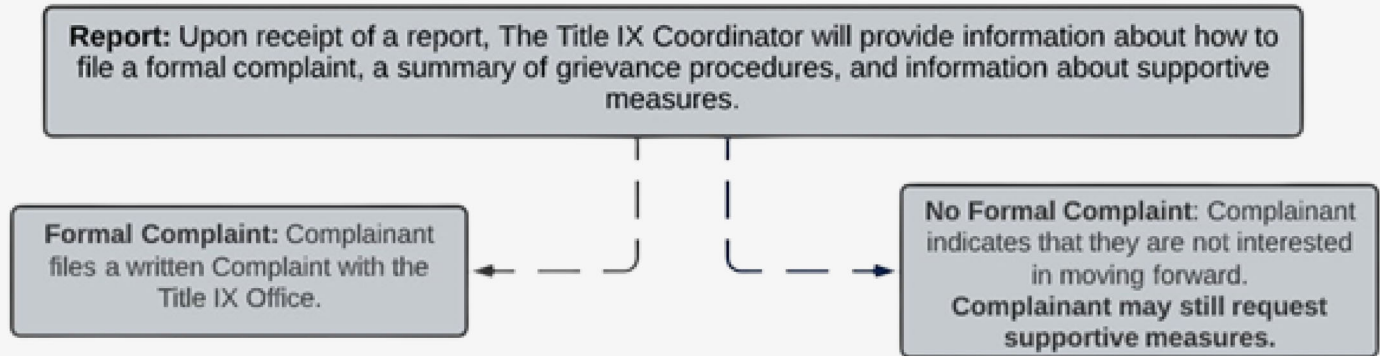 Report: Upon receipt of a report, The Title IX Coordinator will provide information about how to
file a formal complaint, a summary of grievance procedures, and information about supportive
measures.
Formal Complaint: Complainant
files a written Complaint with the
Title IX Office.
No Formal Complaint: Complainant
indicates that they are not interested
in moving forward.
Complainant may still request
supportive measures.